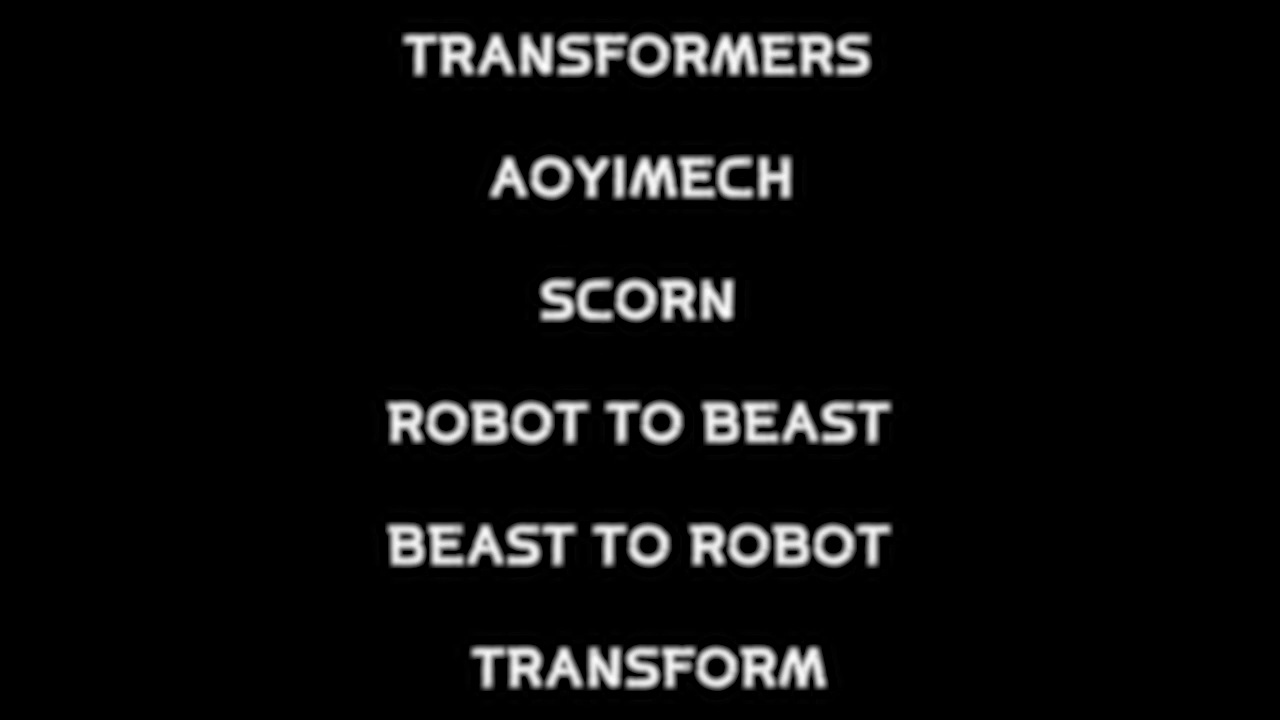 TRANSFORMERS
AOYIMECH
SCORN
ROBOT TO BEAST
BEAST TO ROBOT
TRANSFORM